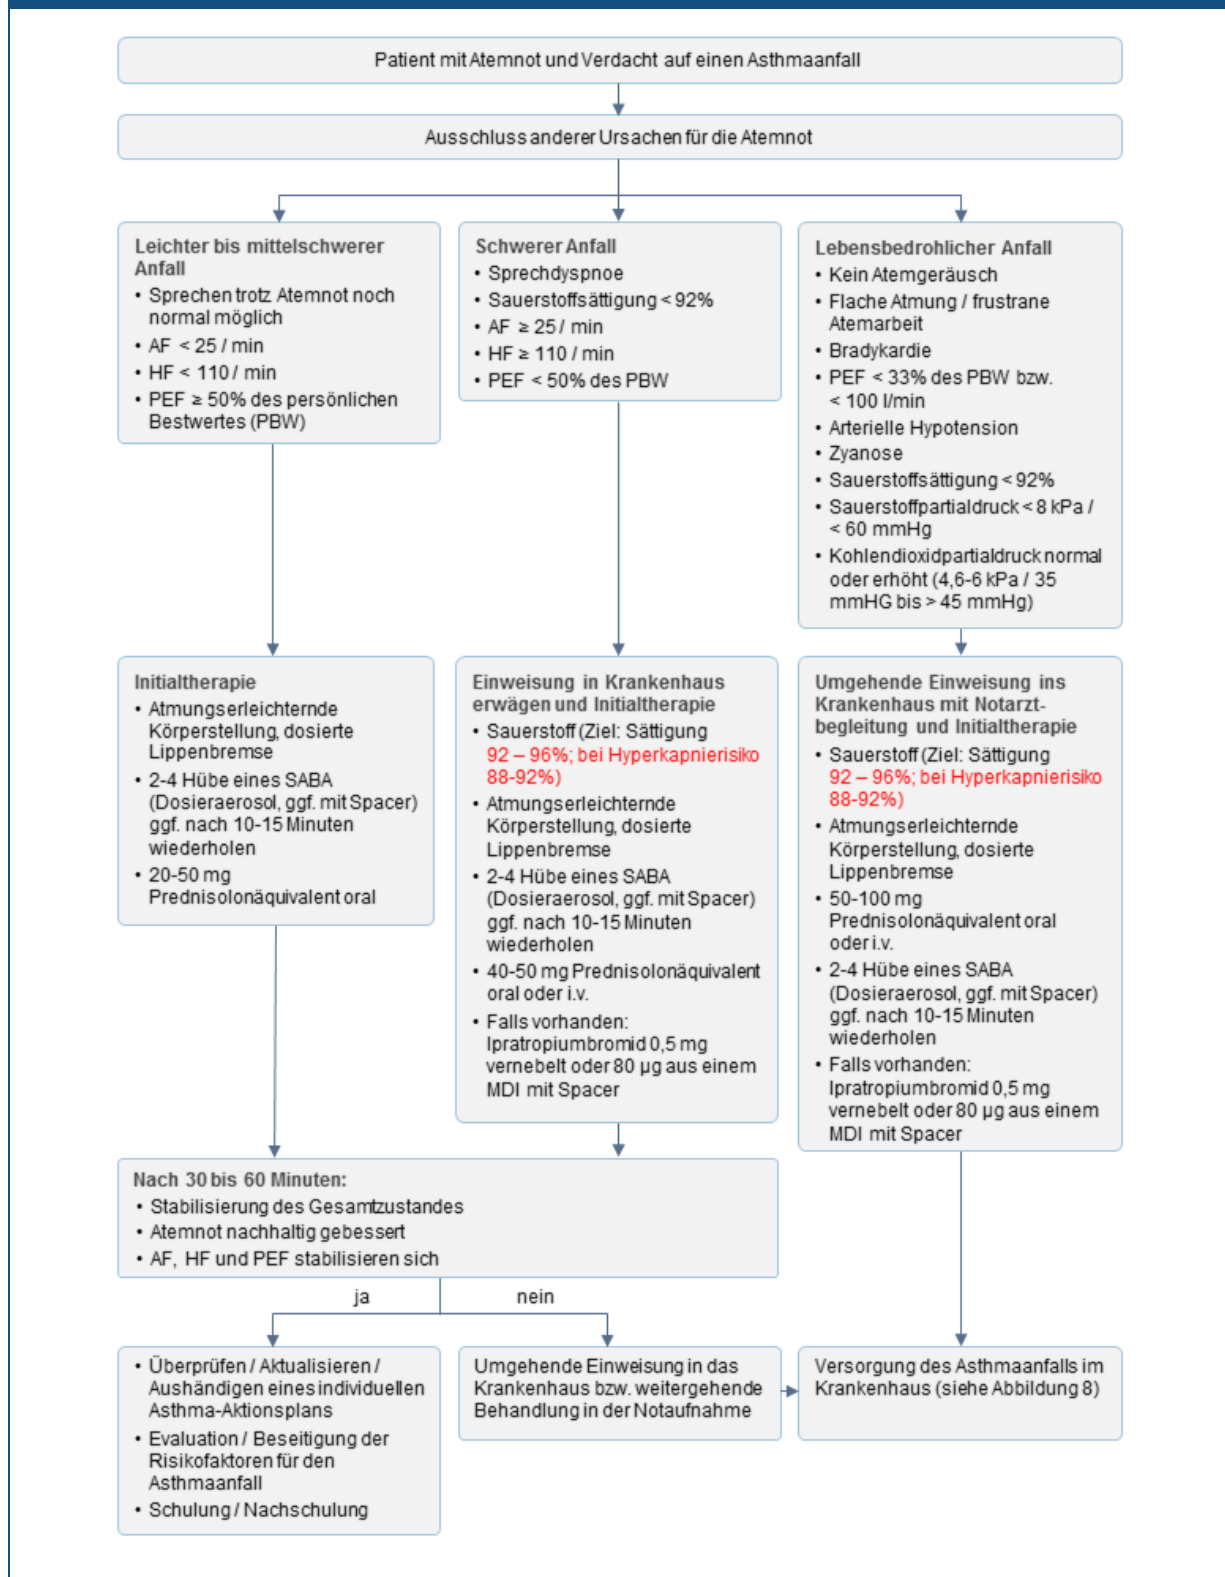 Patient mit Atemnot und Verdacht auf einen Asthmaanfall
Ausschluss anderer Ursachen für die Atemnot
Leichter bis mittelschwerer
Anfall
• Sprechen trotz Atemnot noch
normal möglich
• AF < 25 / min
• HF < 110 / min
• PEF ≥ 50% des persönlichen
Bestwertes (PBW)
Schwerer Anfall
• Sprechdyspnoe
• Sauerstoffsättigung < 92%
• AF ≥ 25 / min
• HF ≥ 110 / min
• PEF < 50% des PBW
Lebensbedrohlicher Anfall
• Kein Atemgeräusch
• Flache Atmung / frustrane
Atemarbeit
• Bradykardie
• PEF < 33% des PBW bzw.
< 100 l/min
• Arterielle Hypotension
• Zyanose
• Sauerstoffsättigung < 92%
• Sauerstoffpartialdruck < 8 kPa /
< 60 mmHg
• Kohlendioxidpartialdruck normal
oder erhöht (4,6-6 kPa / 35
mmHG bis > 45 mmHg)
Initialtherapie
• Atmungserleichternde
Körperstellung, dosierte
Lippenbremse
• 2-4 Hübe eines SABA
(Dosieraerosol, ggf. mit Spacer)
ggf. nach 10-15 Minuten
wiederholen
• 20-50 mg
Prednisolonäquivalent oral
Einweisung in Krankenhaus
erwägen und Initialtherapie
• Sauerstoff (Ziel: Sättigung
92 – 96%; bei Hyperkapnierisiko
88-92%)
• Atmungserleichternde
Körperstellung, dosierte
Lippenbremse
• 2-4 Hübe eines SABA
(Dosieraerosol, ggf. mit Spacer)
ggf. nach 10-15 Minuten
wiederholen
• 40-50 mg Prednisolonäquivalent
oral oder i.v.
• Falls vorhanden:
Ipratropiumbromid 0,5 mg
vernebelt oder 80 µg aus einem
MDI mit Spacer
Umgehende Einweisung ins
Krankenhaus mit Notarzt-
begleitung und Initialtherapie
• Sauerstoff (Ziel: Sättigung
92 – 96%; bei Hyperkapnierisiko
88-92%)
• Atmungserleichternde
Körperstellung, dosierte
Lippenbremse
• 50-100 mg
Prednisolonäquivalent oral
oder i.v.
• 2-4 Hübe eines SABA
(Dosieraerosol, ggf. mit Spacer)
ggf. nach 10-15 Minuten
wiederholen
• Falls vorhanden:
Ipratropiumbromid 0,5 mg
vernebelt oder 80 µg aus einem
MDI mit Spacer
Nach 30 bis 60 Minuten:
• Stabilisierung des Gesamtzustandes
• Atemnot nachhaltig gebessert
• AF, HF und PEF stabilisieren sich
ja
nein
• Überprüfen / Aktualisieren /
Aushändigen eines individuellen
Asthma-Aktionsplans
• Evaluation / Beseitigung der
Risikofaktoren für den
Asthmaanfall
• Schulung / Nachschulung
Umgehende Einweisung in das
Krankenhaus bzw. weitergehende
Behandlung in der Notaufnahme
Versorgung des Asthmaanfalls im
Krankenhaus (siehe Abbildung 8)